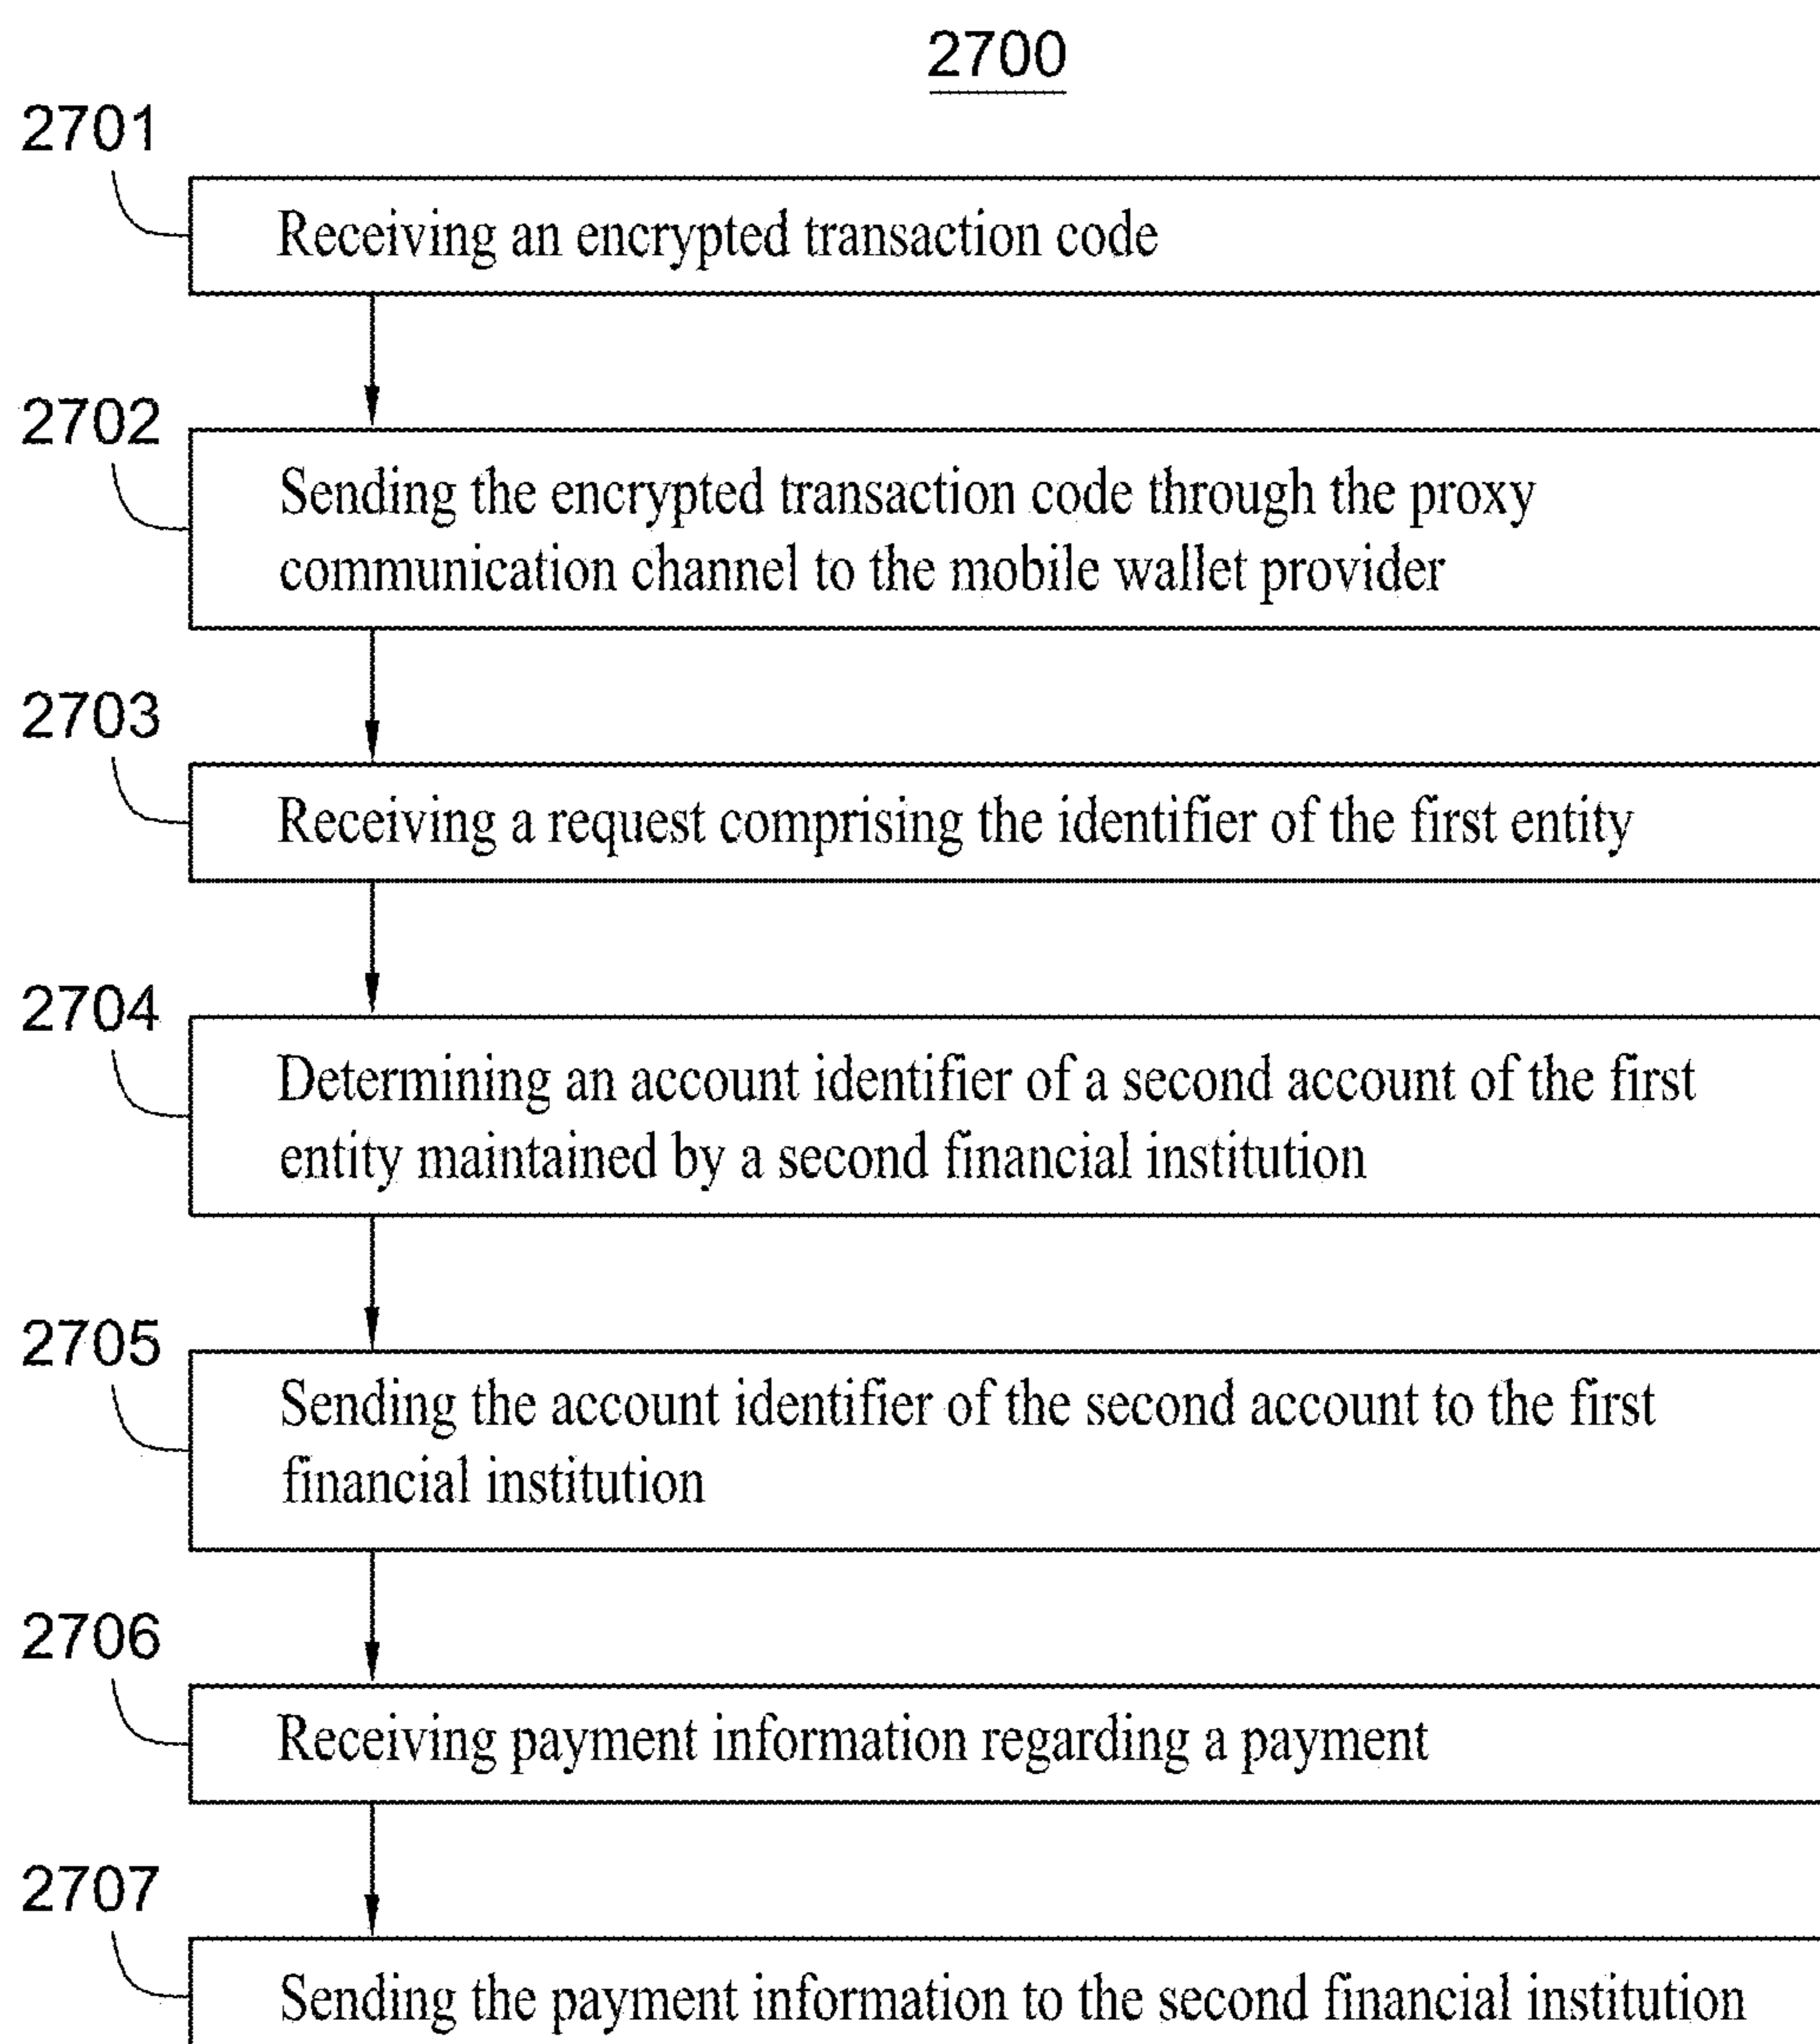 2700
2701
Receiving an encrypted transaction code
2702
Sending the encrypted transaction code through the proxy
communication channel to the mobile wallet provider
2703
Receiving a request comprising the identifier of the first entity
2704
Determining an account identifier of a second account of the first
entity maintained by a second financial institution
2705
Sending the account identifier of the second account to the first
financial institution
2706
Receiving payment information regarding a payment
2707
Sending the payment information to the second financial institution